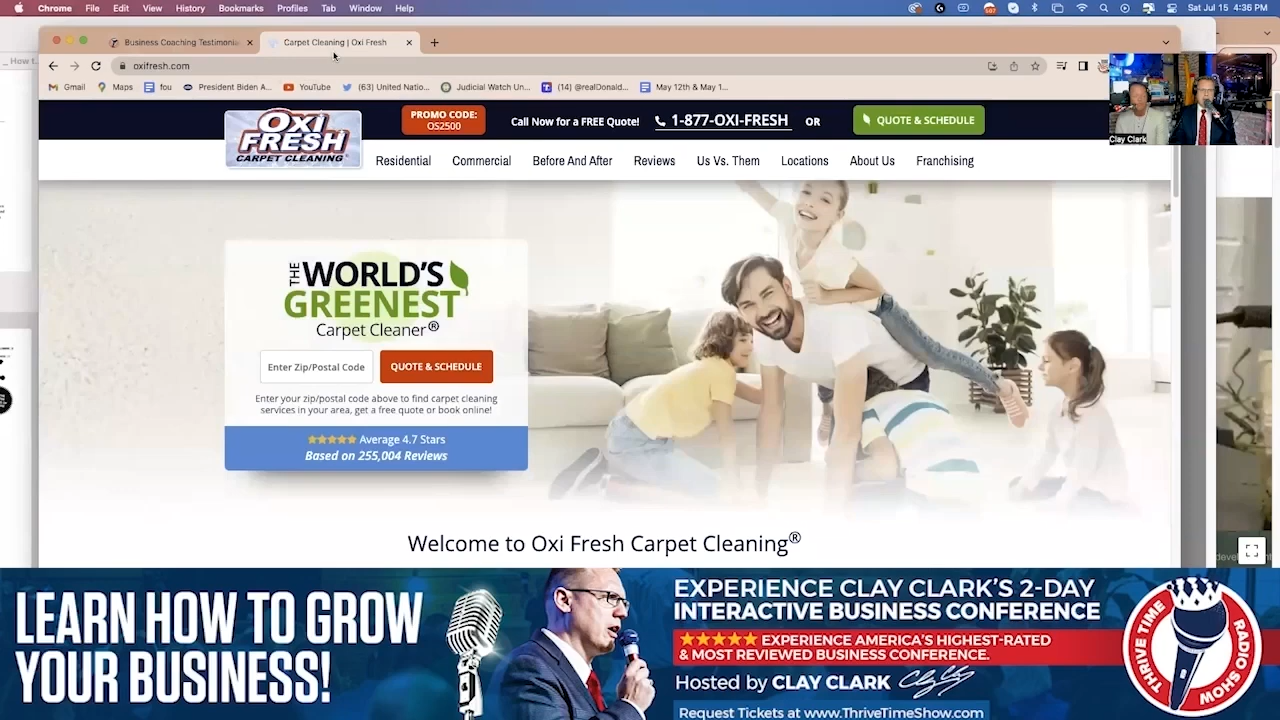 Chrome File Edit View History Bookmarks Profiles Tab Window Help
Sat Jul 15 4:36 PM
Business Coaching Testimonia
Carpet Cleaning | Oxi Fresh
oxifresh.com
Gmail Maps fou President Biden A... YouTube (63) United Natio... Judicial Watch Un... (14) @realDonald... May 12th & May 1...
How t
Clay Clark
OXI
FRESH
CARPET CLEANING
PROMO CODE:
OS2500
Call Now for a FREE Quote! 1-877-OXI-FRESH OR
QUOTE & SCHEDULE
Residential Commercial Before And After Reviews Us Vs. Them Locations About Us Franchising
THE WORLD'S
GREENEST
Carpet Cleaner®
Enter Zip/Postal Code QUOTE & SCHEDULE
Enter your zip/postal code above to find carpet cleaning
services in your area, get a free quote or book online!
Average 4.7 Stars
Based on 255,004 Reviews
Welcome to Oxi Fresh Carpet Cleaning®
LEARN HOW TO GROW
YOUR BUSINESS!
EXPERIENCE CLAY CLARK'S 2-DAY
INTERACTIVE BUSINESS CONFERENCE
EXPERIENCE AMERICA'S HIGHEST-RATED
& MOST REVIEWED BUSINESS CONFERENCE.
Hosted by CLAY CLARK
Request Tickets at www.ThriveTimeShow.com
THRIVE TIME RADIO SHOW